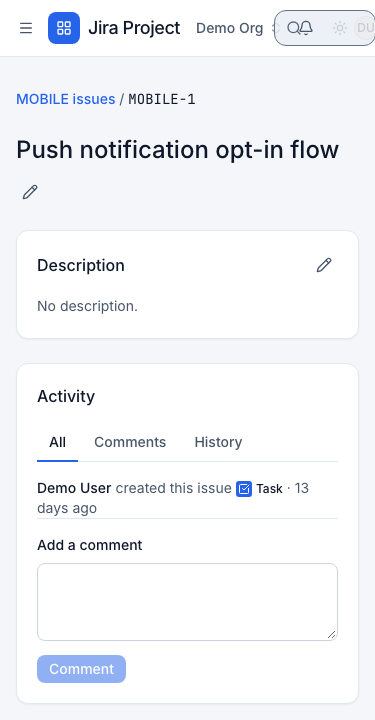 Jira Project Demo Org DU
MOBILE issues / MOBILE-1
Push notification opt-in flow
Description
No description.
Activity
All Comments History
Demo User created this issue Task · 13
days ago
Add a comment
Comment